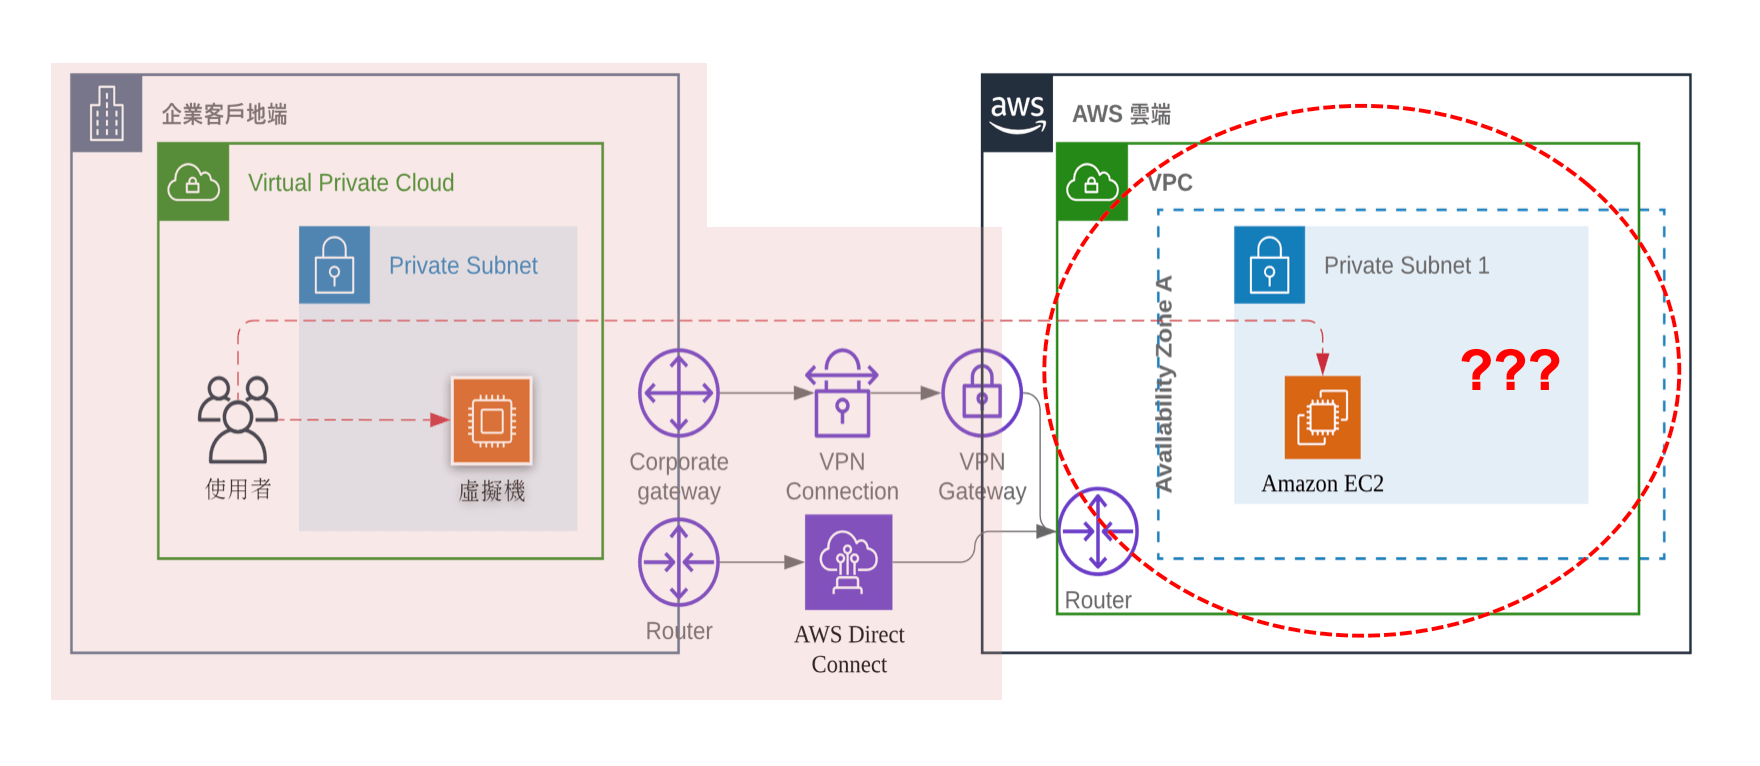 企業客戶地端
Virtual Private Cloud
Private Subnet
使用者
虛擬機
Corporate
gateway
VPN
Connection
VPN
Gateway
Router
AWS Direct
Connect
aws
AWS 雲端
VPC
Availability Zone A
Private Subnet 1
???
Amazon EC2
Router